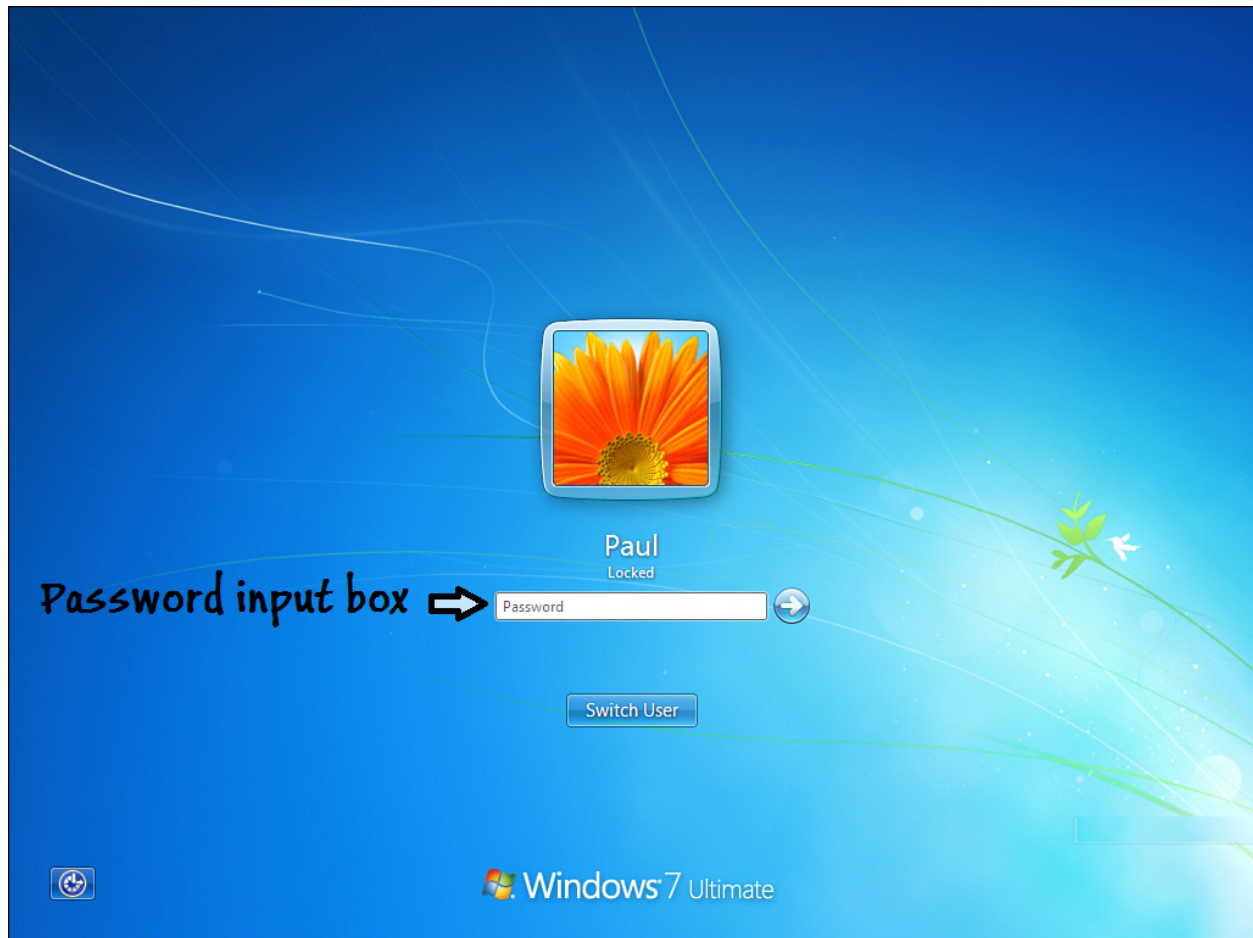 Paul
Locked
Password input box
Password
Switch User
Windows 7 Ultimate